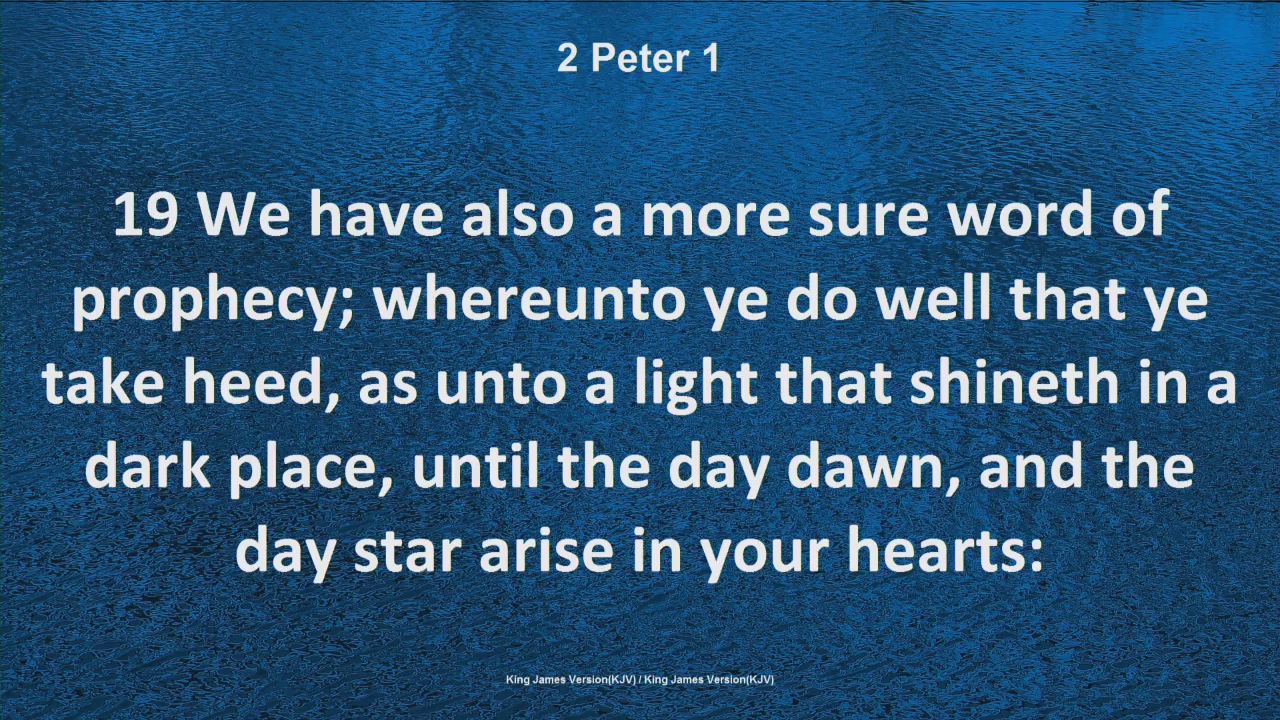 2 Peter 1
19 We have also a more sure word of
prophecy; whereunto ye do well that ye
take heed, as unto a light that shineth in a
dark place, until the day dawn, and the
day star arise in your hearts:
King James Version(KJV) / King James Version(KJV)